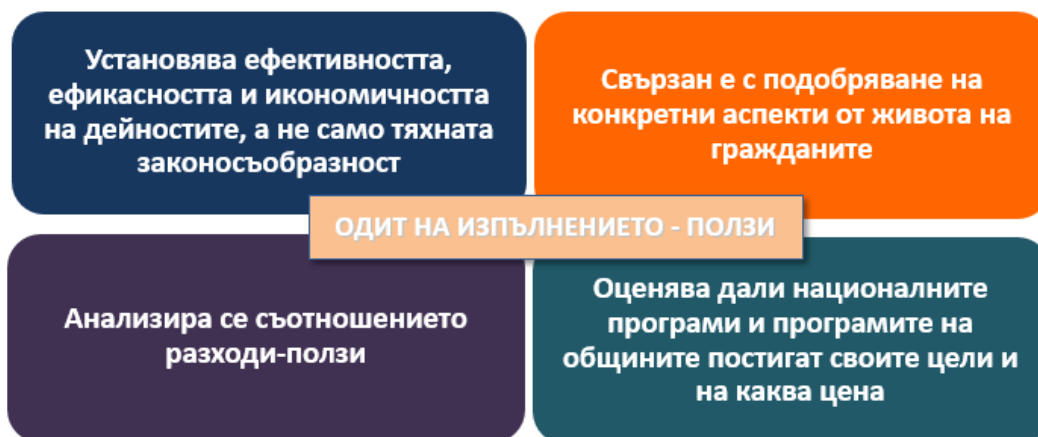 Установява ефективността,
ефикасността и икономичността
на дейностите, а не само тяхната
законосъобразност
Свързан е с подобряване на
конкретни аспекти от живота на
гражданите
ОДИТ НА ИЗПЪЛНЕНИЕТО - ПОЛЗИ
Анализира се съотношението
разходи-ползи
Оценява дали националните
програми и програмите на
общините постигат своите цели и
на каква цена